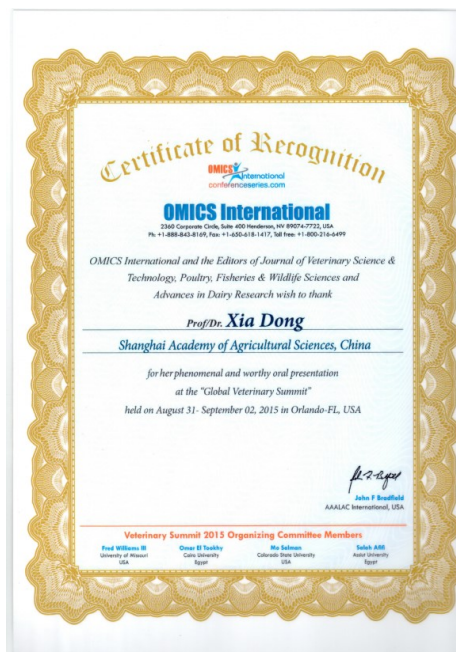 Certificate of Recognition
OMICS International
conferenceseries.com
OMICS International
2360 Corporate Circle, Suite 400 Henderson, NV 89074-7722, USA
Ph: +1-888-843-8169, Fax: +1-650-618-1417, Toll free: +1-800-216-6499
OMICS International and the Editors of Journal of Veterinary Science &
Technology, Poultry, Fisheries & Wildlife Sciences and
Advances in Dairy Research wish to thank
Prof/Dr. Xia Dong
Shanghai Academy of Agricultural Sciences, China
for her phenomenal and worthy oral presentation
at the "Global Veterinary Summit"
held on August 31- September 02, 2015 in Orlando-FL, USA
John F Bradfield
AAALAC International, USA
Veterinary Summit 2015 Organizing Committee Members
Fred Williams III Omar El Tookhy Mo Salman Saleh Afifi
University of Missouri Cairo University Colorado State University Assiut University
USA Egypt USA Egypt